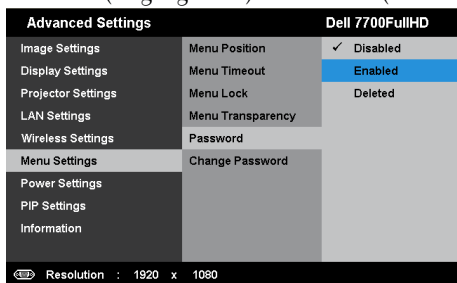 Advanced Settings Dell 7700FullHD
Image Settings Menu Position ✓ Disabled
Display Settings Menu Timeout Enabled
Projector Settings Menu Lock Deleted
LAN Settings Menu Transparency
Wireless Settings Password
Menu Settings Change Password
Power Settings
PIP Settings
Information
Resolution : 1920 x 1080